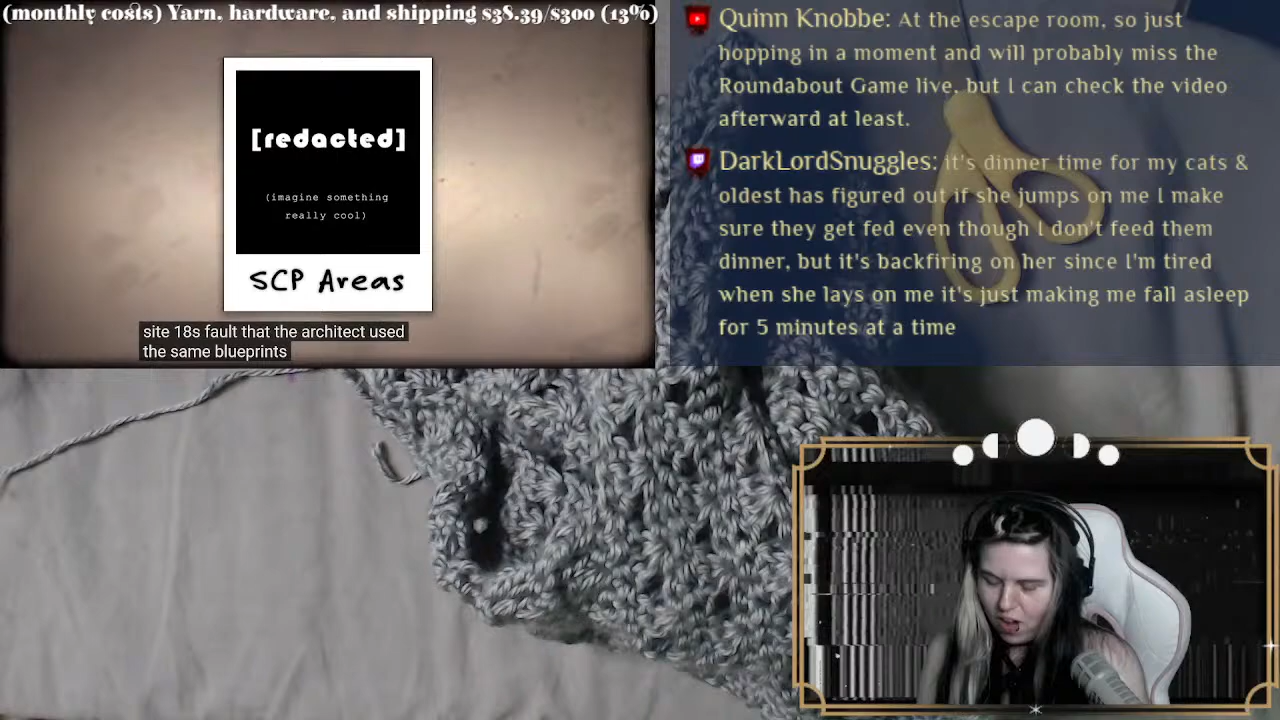 (monthly costs) Yarn, hardware, and shipping $38.39/$300 (13%)
[redacted]
(imagine something
really cool)
SCP Areas
site 18s fault that the architect used
the same blueprints
Quinn Knobbe: At the escape room, so just
hopping in a moment and will probably miss the
Roundabout Game live, but I can check the video
afterward at least.
DarkLordSnuggles: it's dinner time for my cats &
oldest has figured out if she jumps on me I make
sure they get fed even though I don't feed them
dinner, but it's backfiring on her since I'm tired
when she lays on me it's just making me fall asleep
for 5 minutes at a time